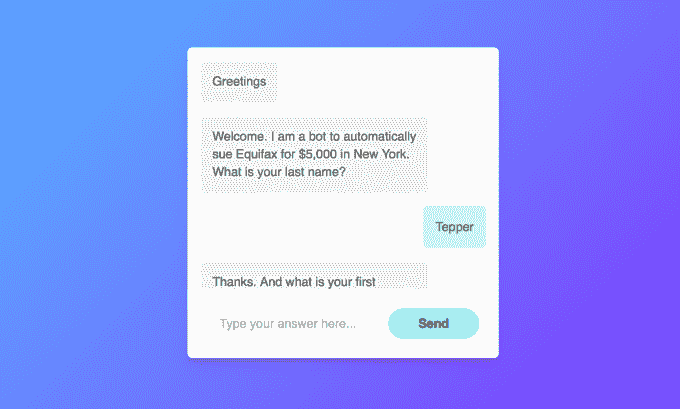 Greetings
Welcome. I am a bot to automatically
sue Equifax for $5,000 in New York.
What is your last name?
Tepper
Thanks. And what is your first
Type your answer here...
Send